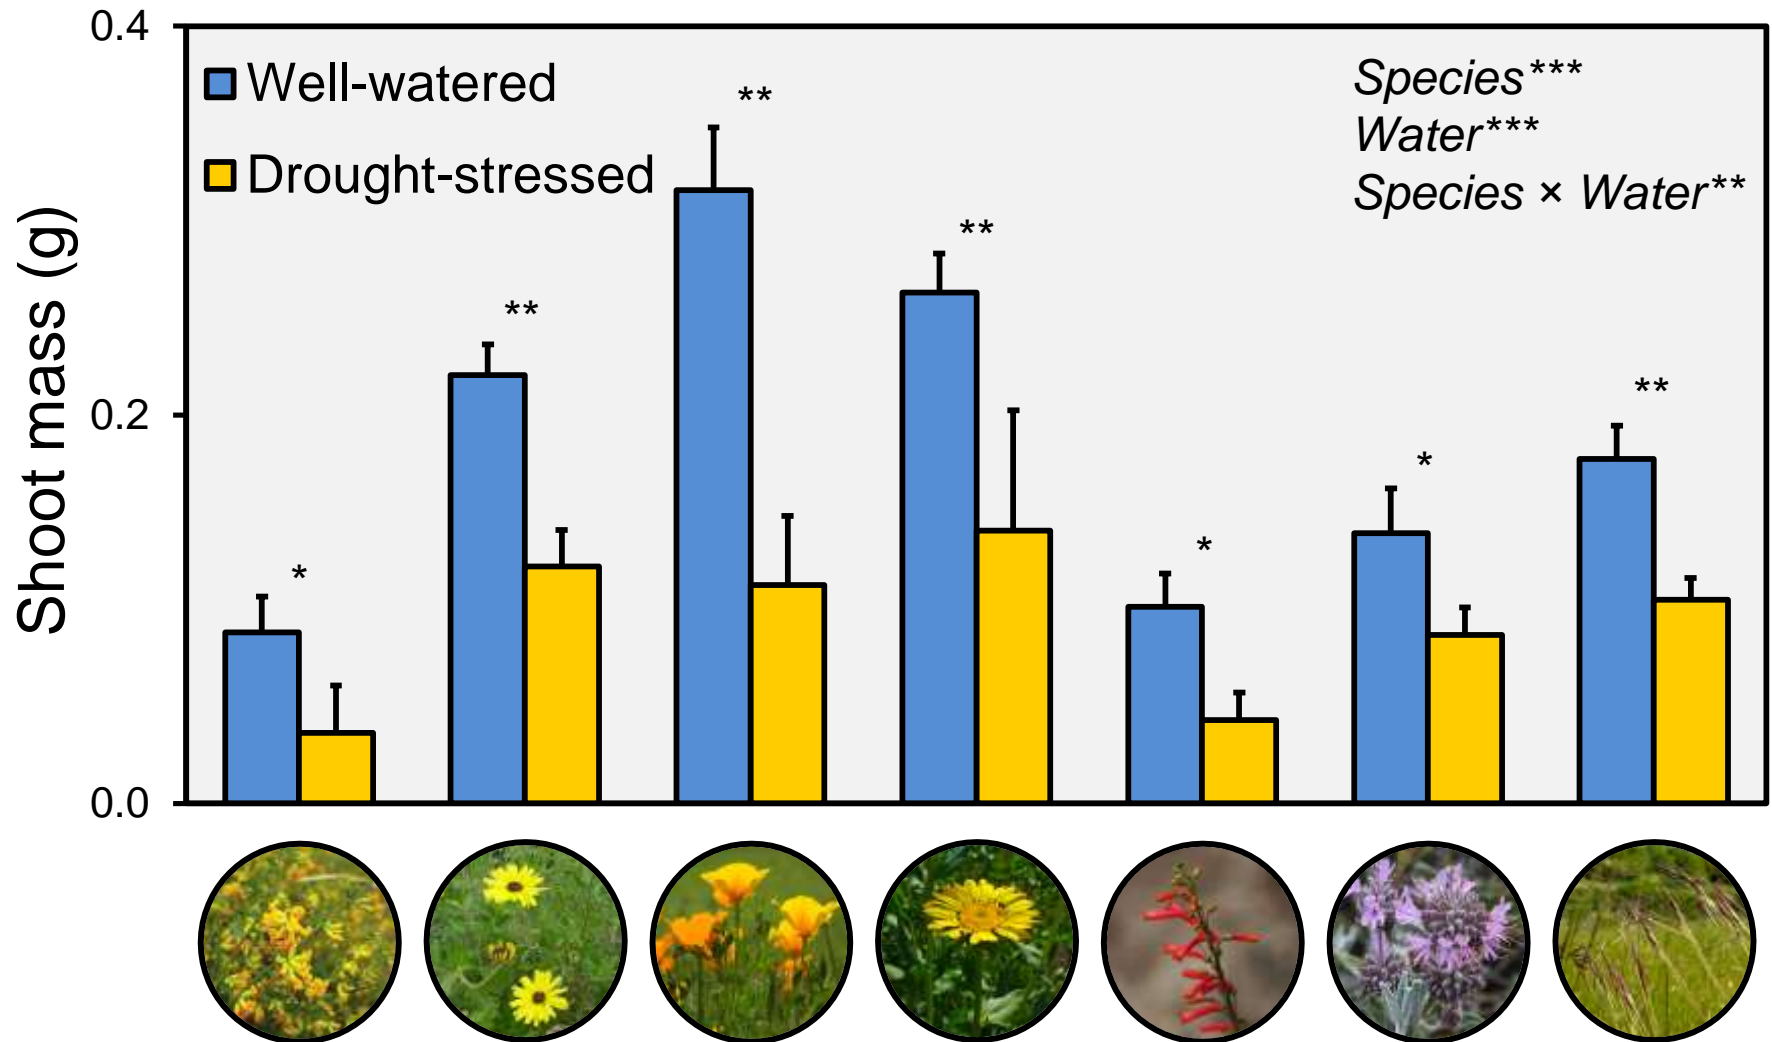 0.4
0.2
0.0
Shoot mass (g)
Well-watered
Drought-stressed
Species***
Water***
Species × Water**
*
**
**
**
*
*
**